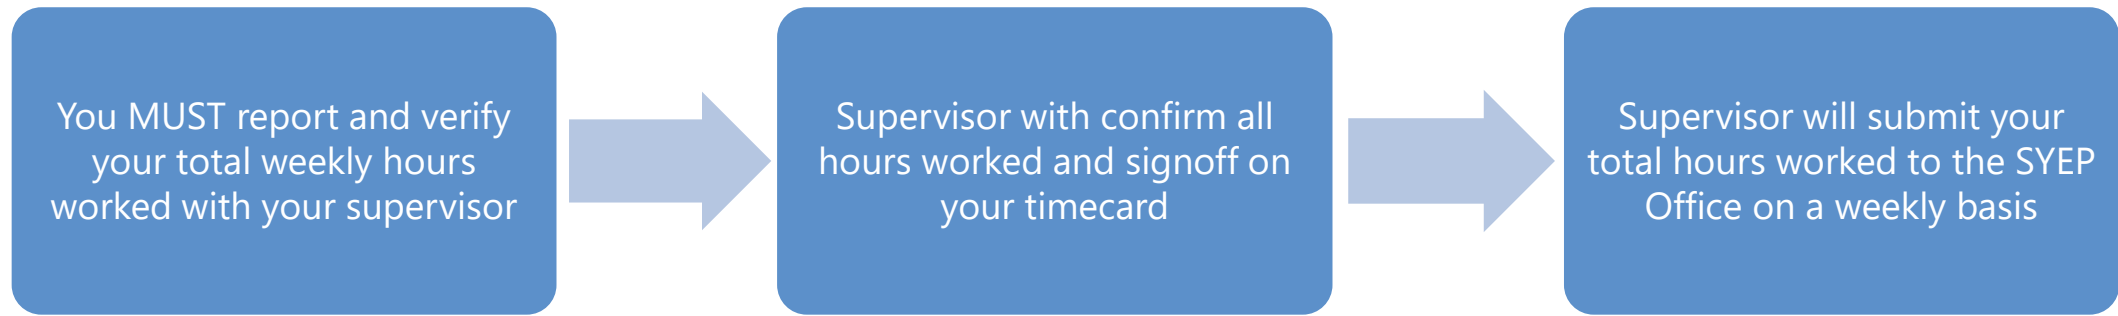 You MUST report and verify
your total weekly hours
worked with your supervisor
Supervisor with confirm all
hours worked and signoff on
your timecard
Supervisor will submit your
total hours worked to the SYEP
Office on a weekly basis